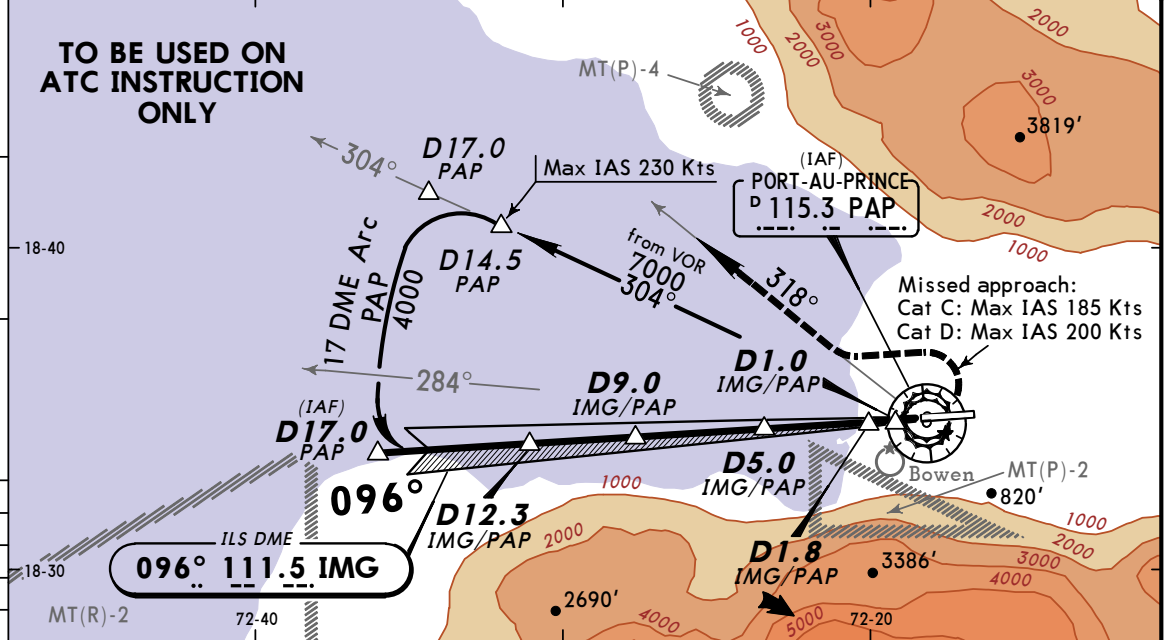 TO BE USED ON
ATC INSTRUCTION
ONLY
MT(P)-4
1000
2000
3000
2000
3000
3819'
2000
1000
304°
D17.0
PAP
Max IAS 230 Kts
(IAF)
PORT-AU-PRINCE
D 115.3 PAP
18-40
D14.5
PAP
17 DME Arc
PAP
4000
from VOR
7000
304°
318°
Missed approach:
Cat C: Max IAS 185 Kts
Cat D: Max IAS 200 Kts
284°
D9.0
IMG/PAP
D1.0
IMG/PAP
(IAF)
D17.0
PAP
096°
D12.3
IMG/PAP
D5.0
IMG/PAP
Bowen
MT(P)-2
820'
1000
2000
1000
2000
3000
4000
ILS DME
096° 111.5 IMG
18-30
D1.8
IMG/PAP
3386'
2690'
4000
5000
MT(R)-2
72-40
72-20